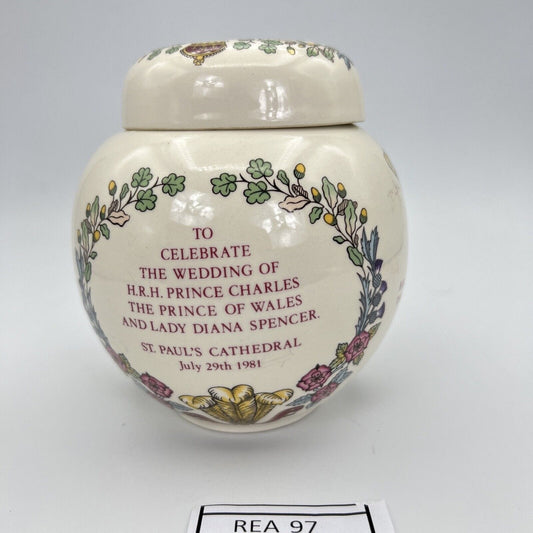 TO
CELEBRATE
THE WEDDING OF
H.R.H. PRINCE CHARLES
THE PRINCE OF WALES
AND LADY DIANA SPENCER.
ST. PAUL'S CATHEDRAL
July 29th 1981
REA 97